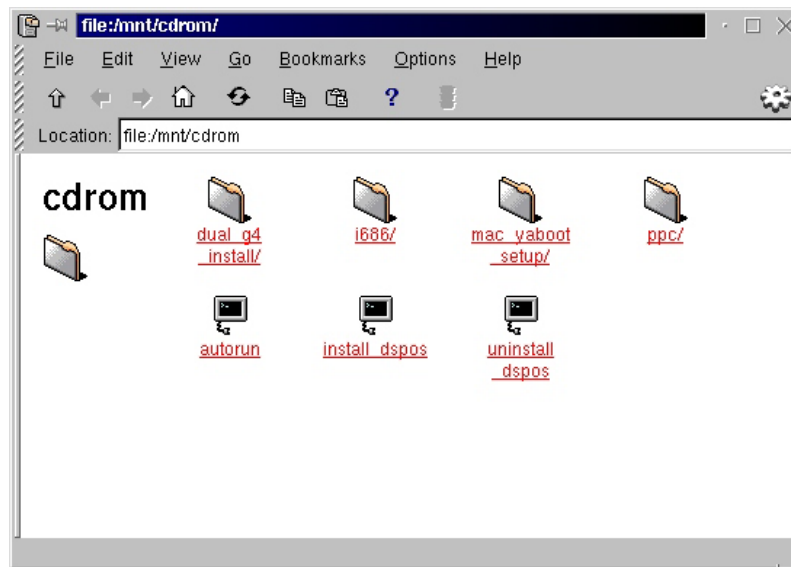 file:/mnt/cdrom/
File Edit View Go Bookmarks Options Help
?
Location: file:/mnt/cdrom
cdrom
dual_g4
_install/
i686/
mac_yaboot
_setup/
ppc/
autorun
install_dspos
uninstall
_dspos